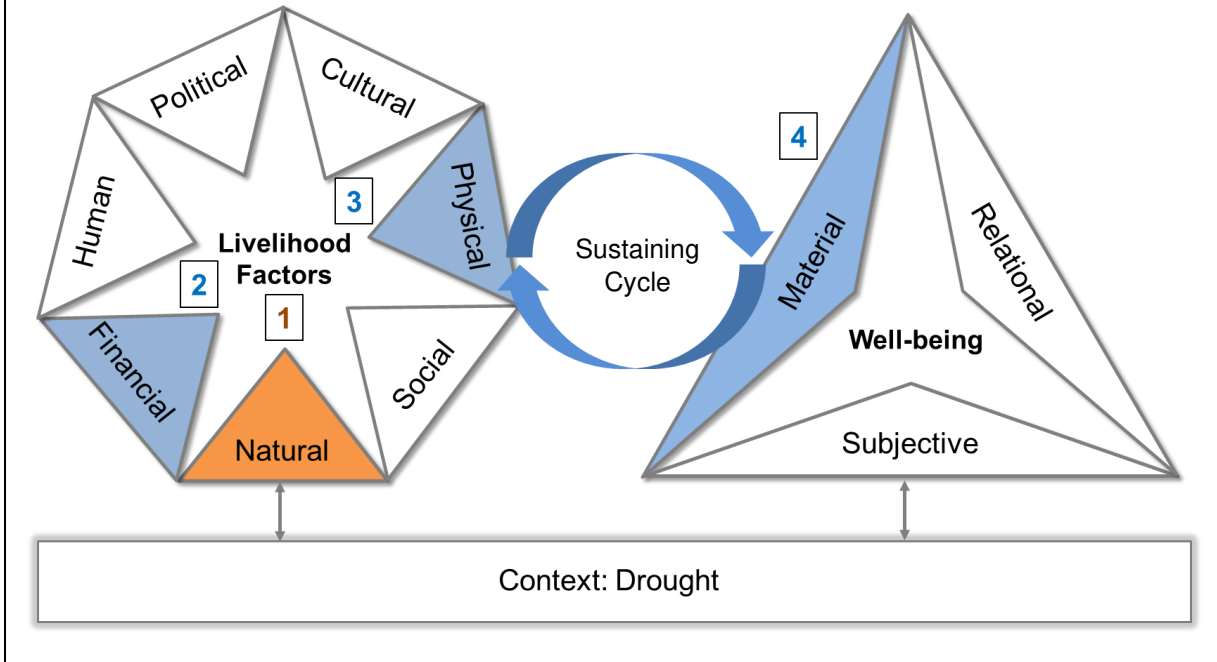 Political
Cultural
Human
Physical
3
Livelihood
Factors
2
1
Financial
Natural
Social
Sustaining
Cycle
4
Material
Relational
Well-being
Subjective
Context: Drought